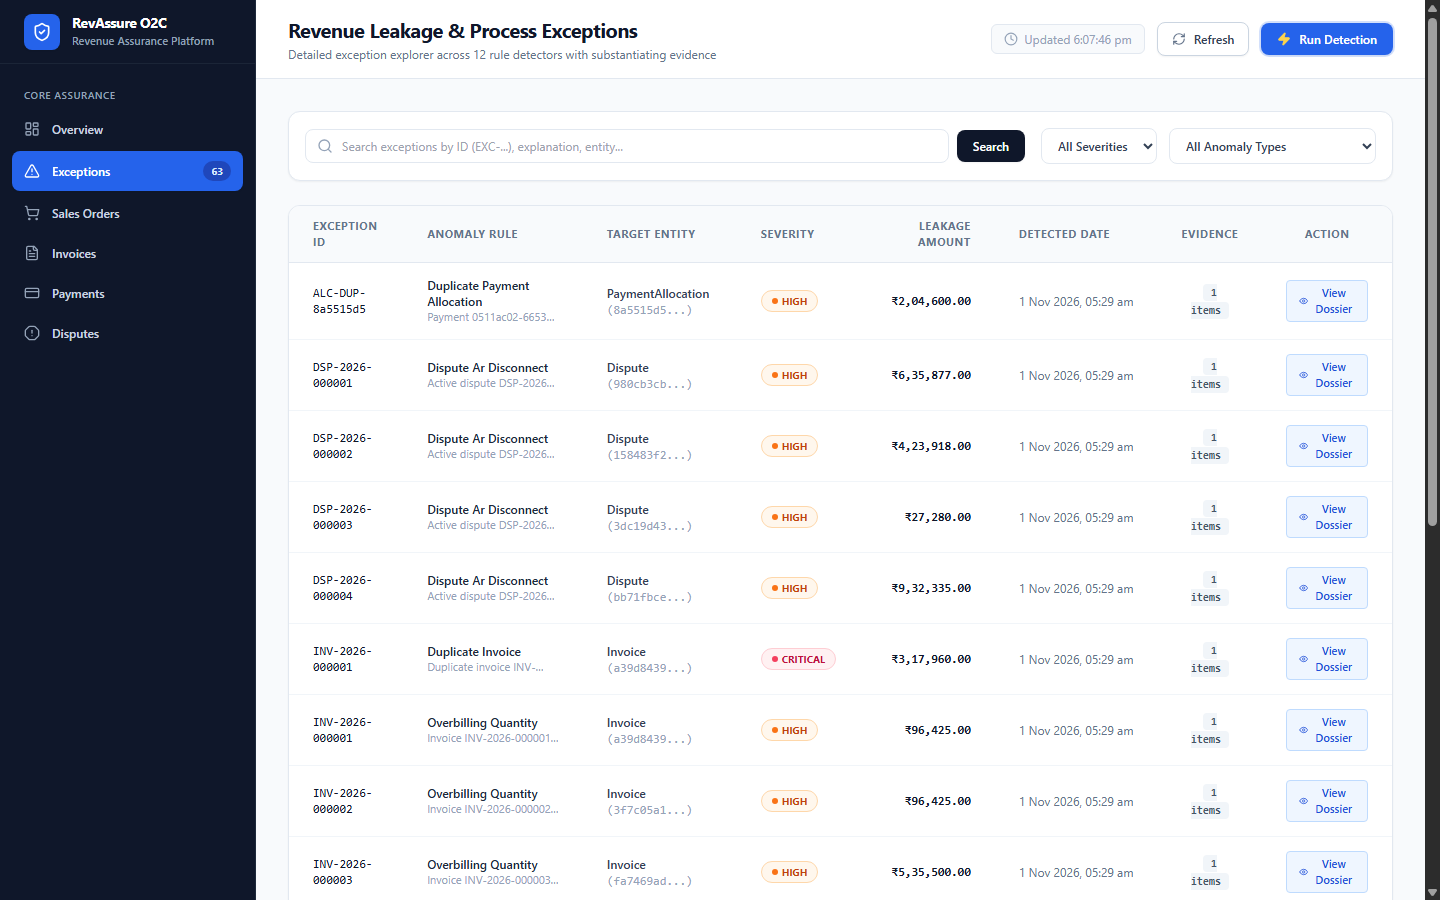 RevAssure O2C
Revenue Assurance Platform
CORE ASSURANCE
Overview
Exceptions 63
Sales Orders
Invoices
Payments
Disputes
Revenue Leakage & Process Exceptions
Detailed exception explorer across 12 rule detectors with substantiating evidence
Updated 6:07:46 pm
Refresh
Run Detection
Search exceptions by ID (EXC-...), explanation, entity...
Search
All Severities
All Anomaly Types
EXCEPTION ID ANOMALY RULE TARGET ENTITY SEVERITY LEAKAGE AMOUNT DETECTED DATE EVIDENCE ACTION
ALC-DUP-8a5515d5 Duplicate Payment Allocation PaymentAllocation HIGH ₹2,04,600.00 1 Nov 2026, 05:29 am 1 items View Dossier
Payment 0511ac02-6653... (8a5515d5...)
DSP-2026-000001 Dispute Ar Disconnect Dispute HIGH ₹6,35,877.00 1 Nov 2026, 05:29 am 1 items View Dossier
Active dispute DSP-2026... (980cb3cb...)
DSP-2026-000002 Dispute Ar Disconnect Dispute HIGH ₹4,23,918.00 1 Nov 2026, 05:29 am 1 items View Dossier
Active dispute DSP-2026... (158483f2...)
DSP-2026-000003 Dispute Ar Disconnect Dispute HIGH ₹27,280.00 1 Nov 2026, 05:29 am 1 items View Dossier
Active dispute DSP-2026... (3dc19d43...)
DSP-2026-000004 Dispute Ar Disconnect Dispute HIGH ₹9,32,335.00 1 Nov 2026, 05:29 am 1 items View Dossier
Active dispute DSP-2026... (bb71fbce...)
INV-2026-000001 Duplicate Invoice Invoice CRITICAL ₹3,17,960.00 1 Nov 2026, 05:29 am 1 items View Dossier
Duplicate invoice INV-... (a39d8439...)
INV-2026-000001 Overbilling Quantity Invoice HIGH ₹96,425.00 1 Nov 2026, 05:29 am 1 items View Dossier
Invoice INV-2026-000001... (a39d8439...)
INV-2026-000002 Overbilling Quantity Invoice HIGH ₹96,425.00 1 Nov 2026, 05:29 am 1 items View Dossier
Invoice INV-2026-000002... (3f7c05a1...)
INV-2026-000003 Overbilling Quantity Invoice HIGH ₹5,35,500.00 1 Nov 2026, 05:29 am 1 items View Dossier
Invoice INV-2026-000003... (fa7469ad...)